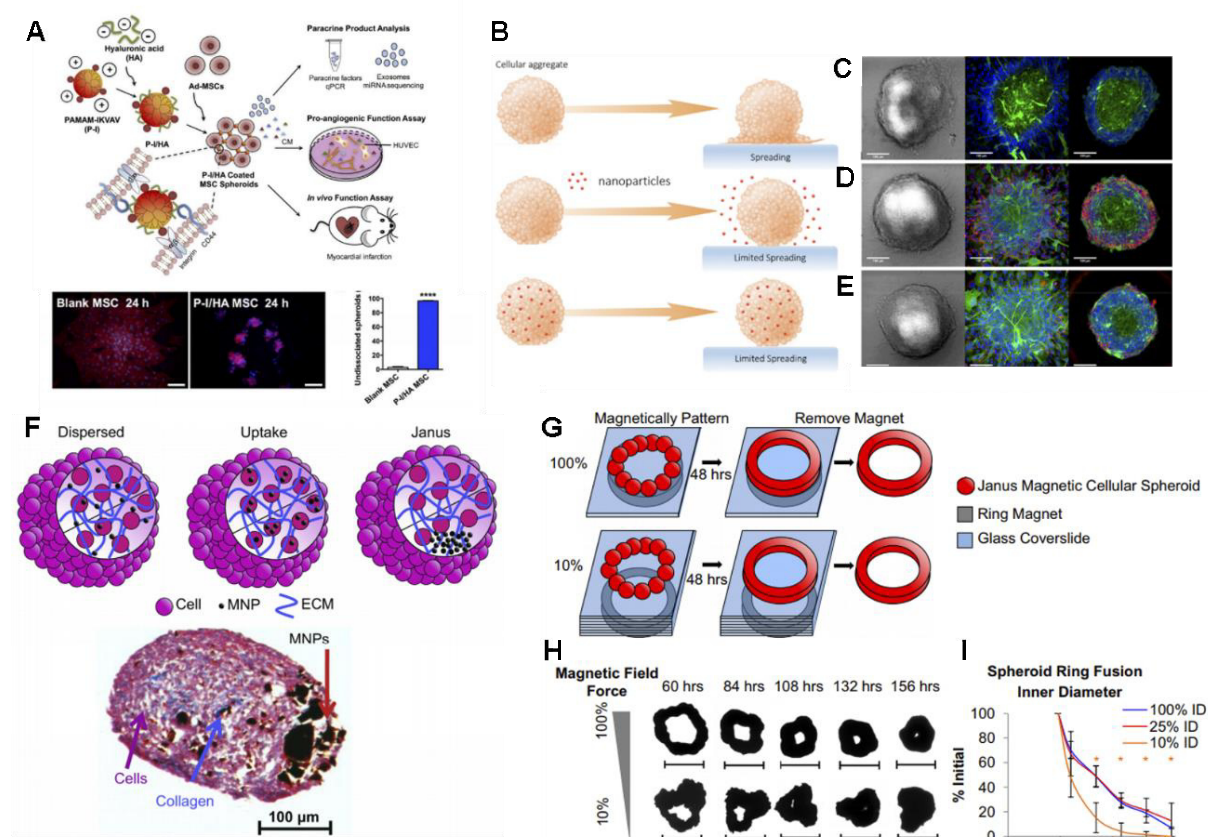 A
Hyaluronic acid
(HA)
Ad-MSCs
PAMAM-IKVAV
(P-I)
P-I/HA
P-I/HA Coated
MSC Spheroids
CM
Integrin
CD44
Paracrine Product Analysis
Paracrine factors
qPCR
Exosomes
miRNA sequencing
Pro-angiogenic Function Assay
HUVEC
In vivo Function Assay
Myocardial infarction
Blank MSC 24 h
P-I/HA MSC 24 h
Undissociated spheroids
100
80
60
40
20
0
****
Blank MSC
P-I/HA MSC
B
Cellular aggregate
Spreading
nanoparticles
Limited Spreading
Limited Spreading
C
D
E
F
Dispersed
Uptake
Janus
Cell
MNP
ECM
MNPs
Cells
Collagen
100 µm
G
Magnetically Pattern
Remove Magnet
100%
48 hrs
10%
48 hrs
Janus Magnetic Cellular Spheroid
Ring Magnet
Glass Coverslide
H
Magnetic Field
Force
60 hrs 84 hrs 108 hrs 132 hrs 156 hrs
100%
10%
I
Spheroid Ring Fusion
Inner Diameter
100% ID
25% ID
10% ID
% Initial
100
80
60
40
20
0
* * * *